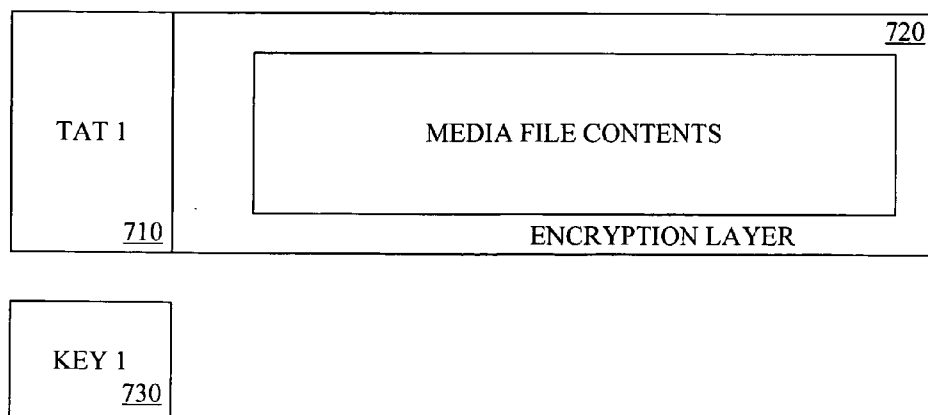 720
TAT 1
MEDIA FILE CONTENTS
710
ENCRYPTION LAYER
KEY 1
730